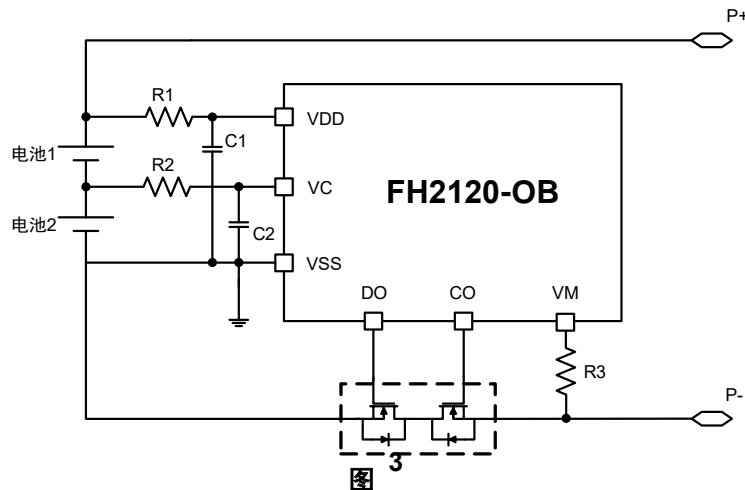 P+
R1
VDD
C1
电池1
R2
VC
FH2120-OB
电池2
C2
VSS
DO
CO
VM
R3
P-
图 3